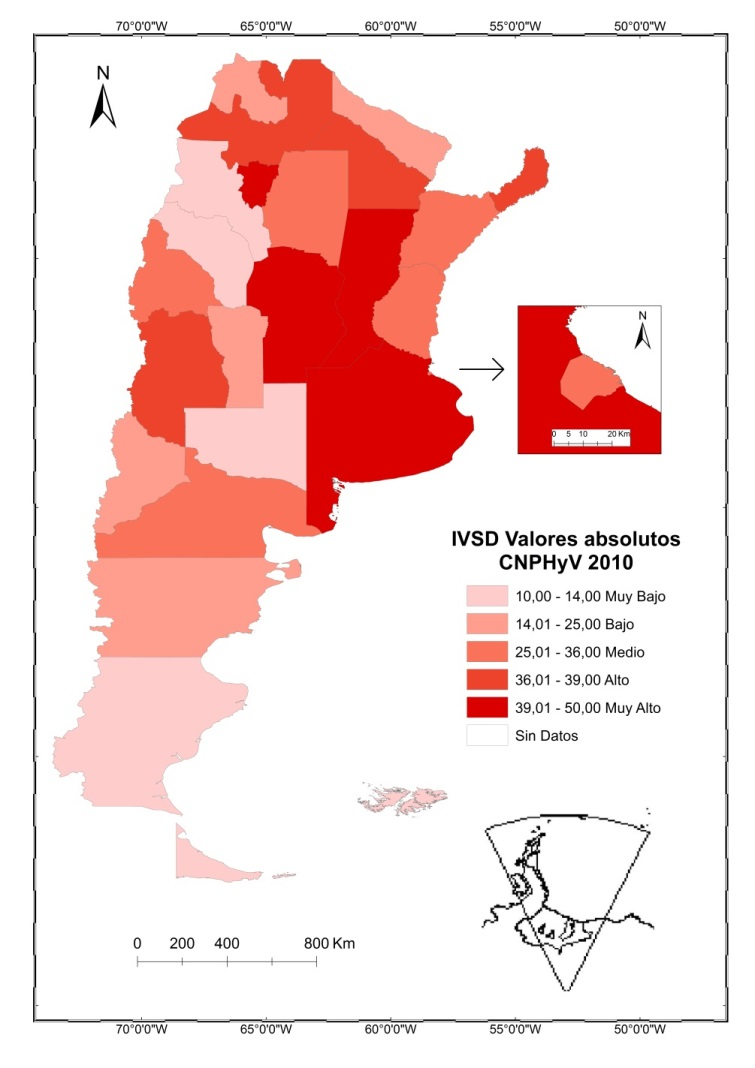 70°0'0"W 65°0'0"W 60°0'0"W 55°0'0"W 50°0'0"W
N
N
0 5 10 20 Km
IVSD Valores absolutos
CNPHyV 2010
10,00 - 14,00 Muy Bajo
14,01 - 25,00 Bajo
25,01 - 36,00 Medio
36,01 - 39,00 Alto
39,01 - 50,00 Muy Alto
Sin Datos
0 200 400 800 Km
70°0'0"W 65°0'0"W 60°0'0"W 55°0'0"W 50°0'0"W